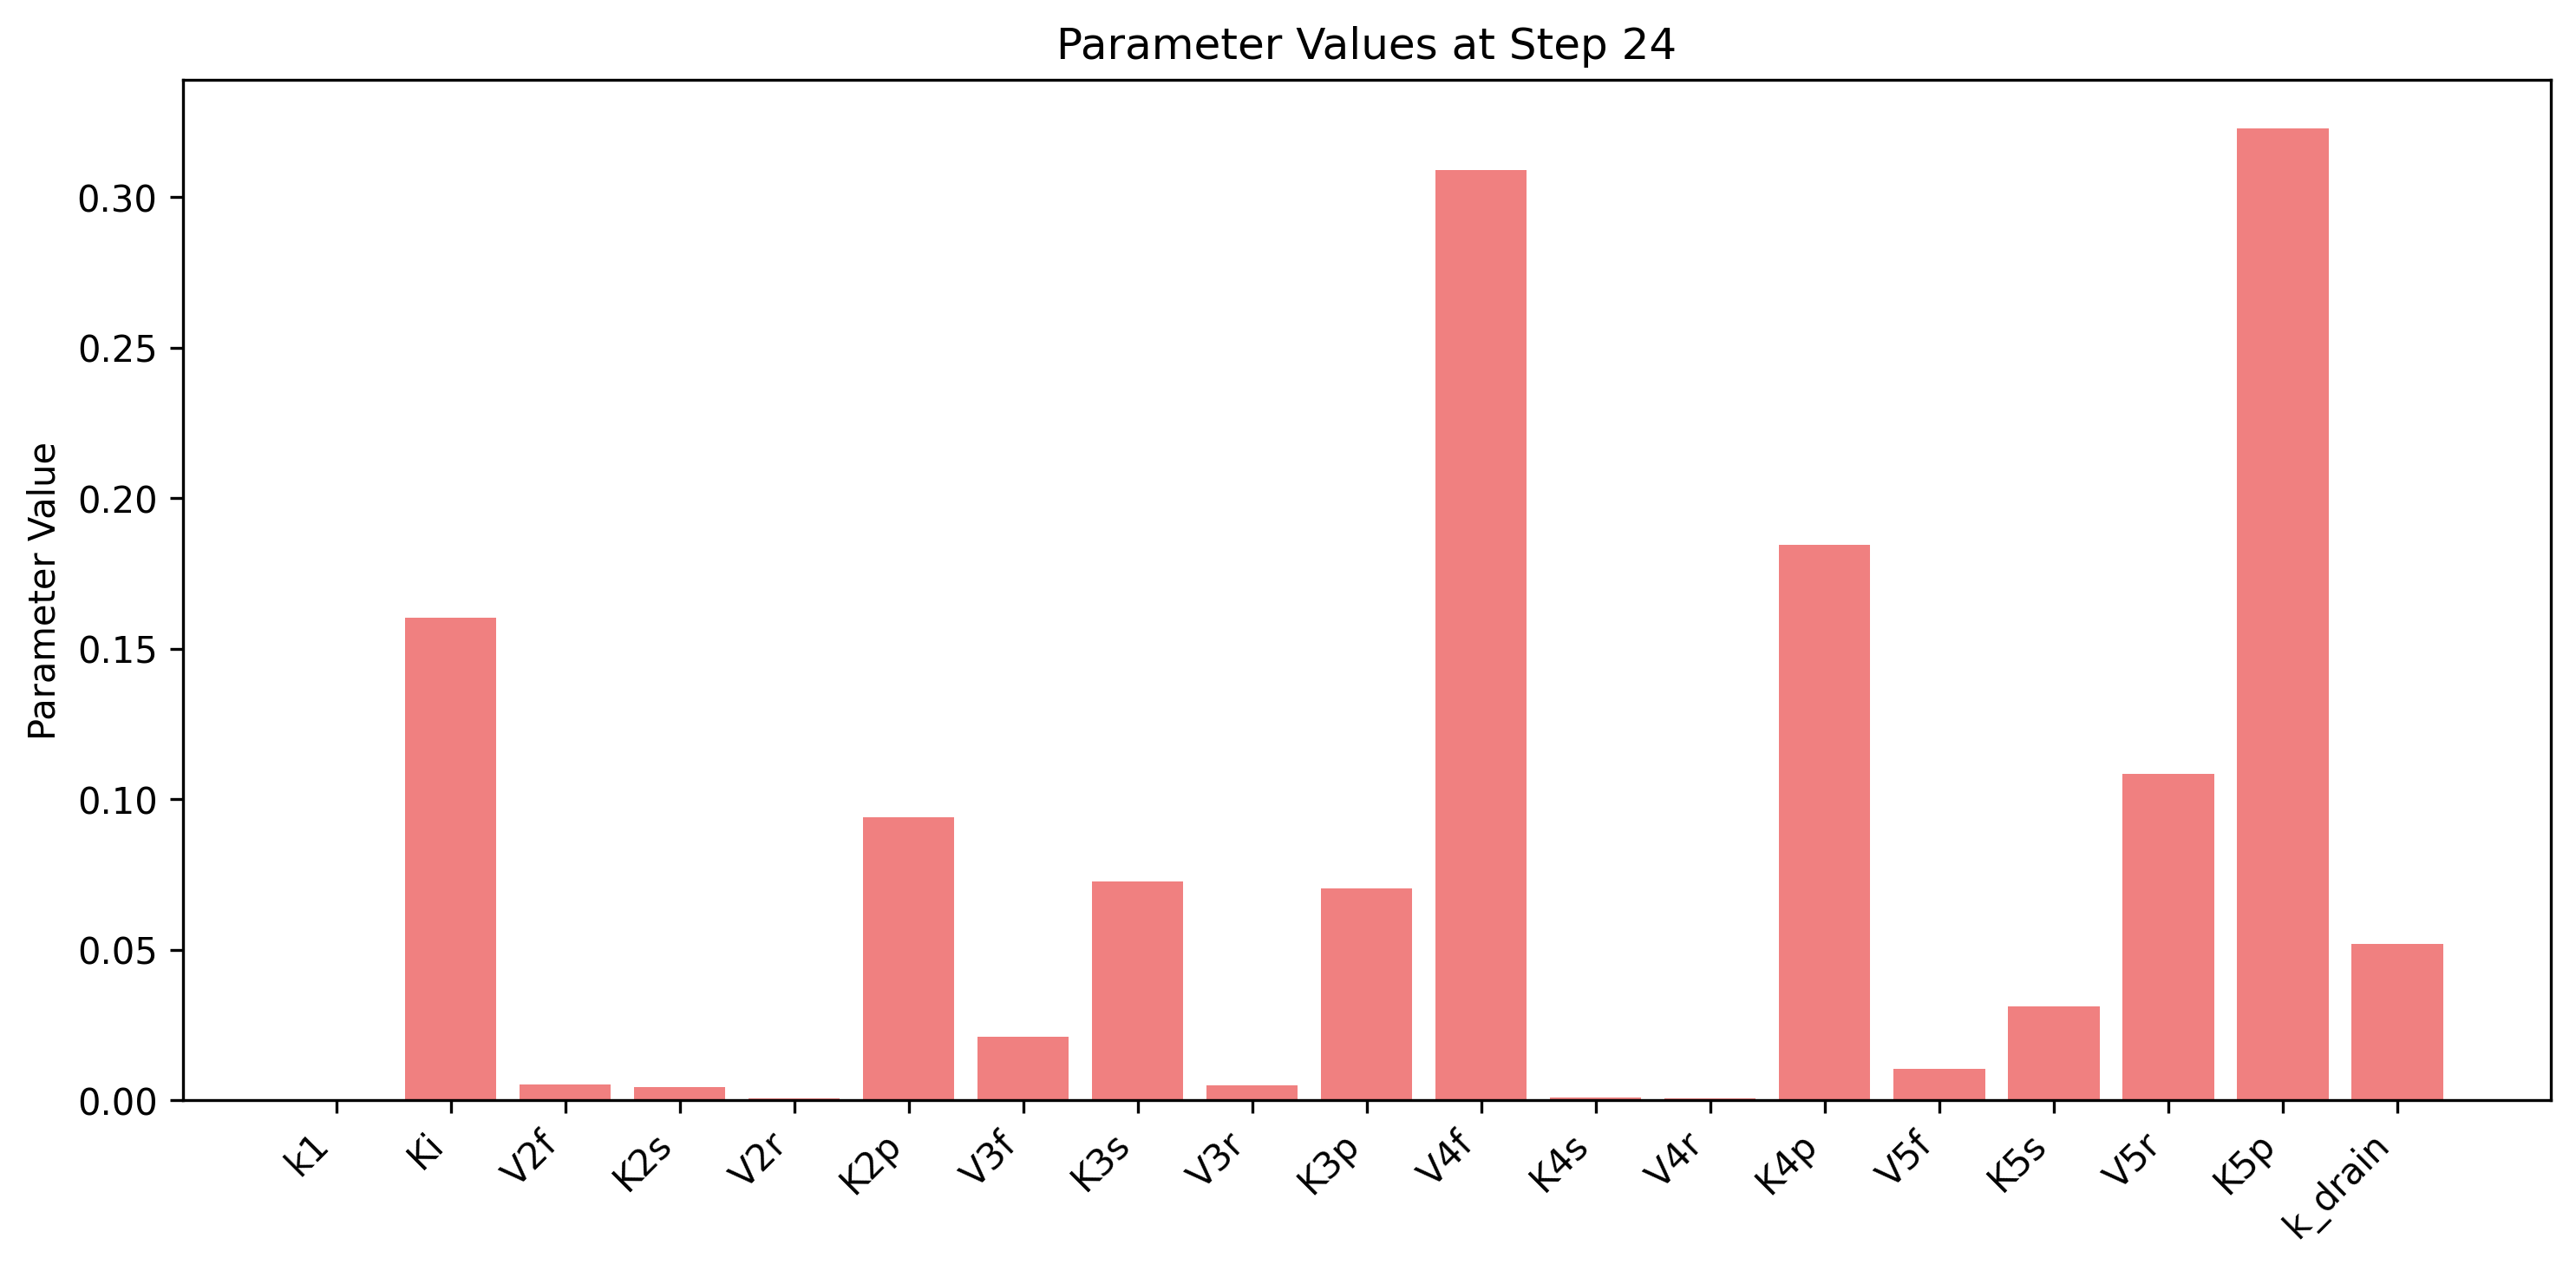 Parameter Values at Step 24
Parameter Value
0.30
0.25
0.20
0.15
0.10
0.05
0.00
k1
Ki
V2f
K2s
V2r
K2p
V3f
K3s
V3r
K3p
V4f
K4s
V4r
K4p
V5f
K5s
V5r
K5p
k_drain